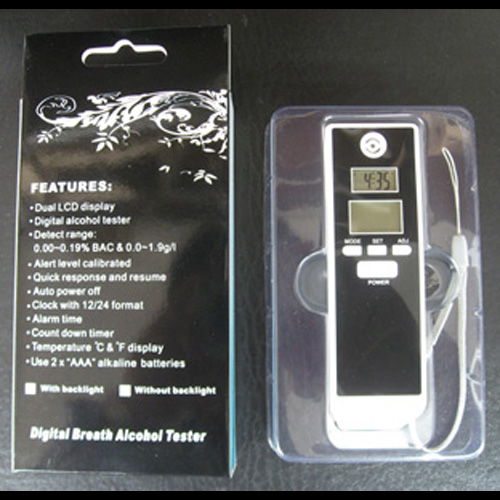 FEATURES:
• Dual LCD display
• Digital alcohol tester
• Detect range:
0.00~0.19% BAC & 0.0~1.9g/l
• Alert level calibrated
• Quick response and resume
• Auto power off
• Clock with 12/24 format
• Alarm time
• Count down timer
• Temperature °C & °F display
• Use 2 x "AAA" alkaline batteries
With backlight Without backlight
Digital Breath Alcohol Tester
4:35
MODE SET ADJ
POWER